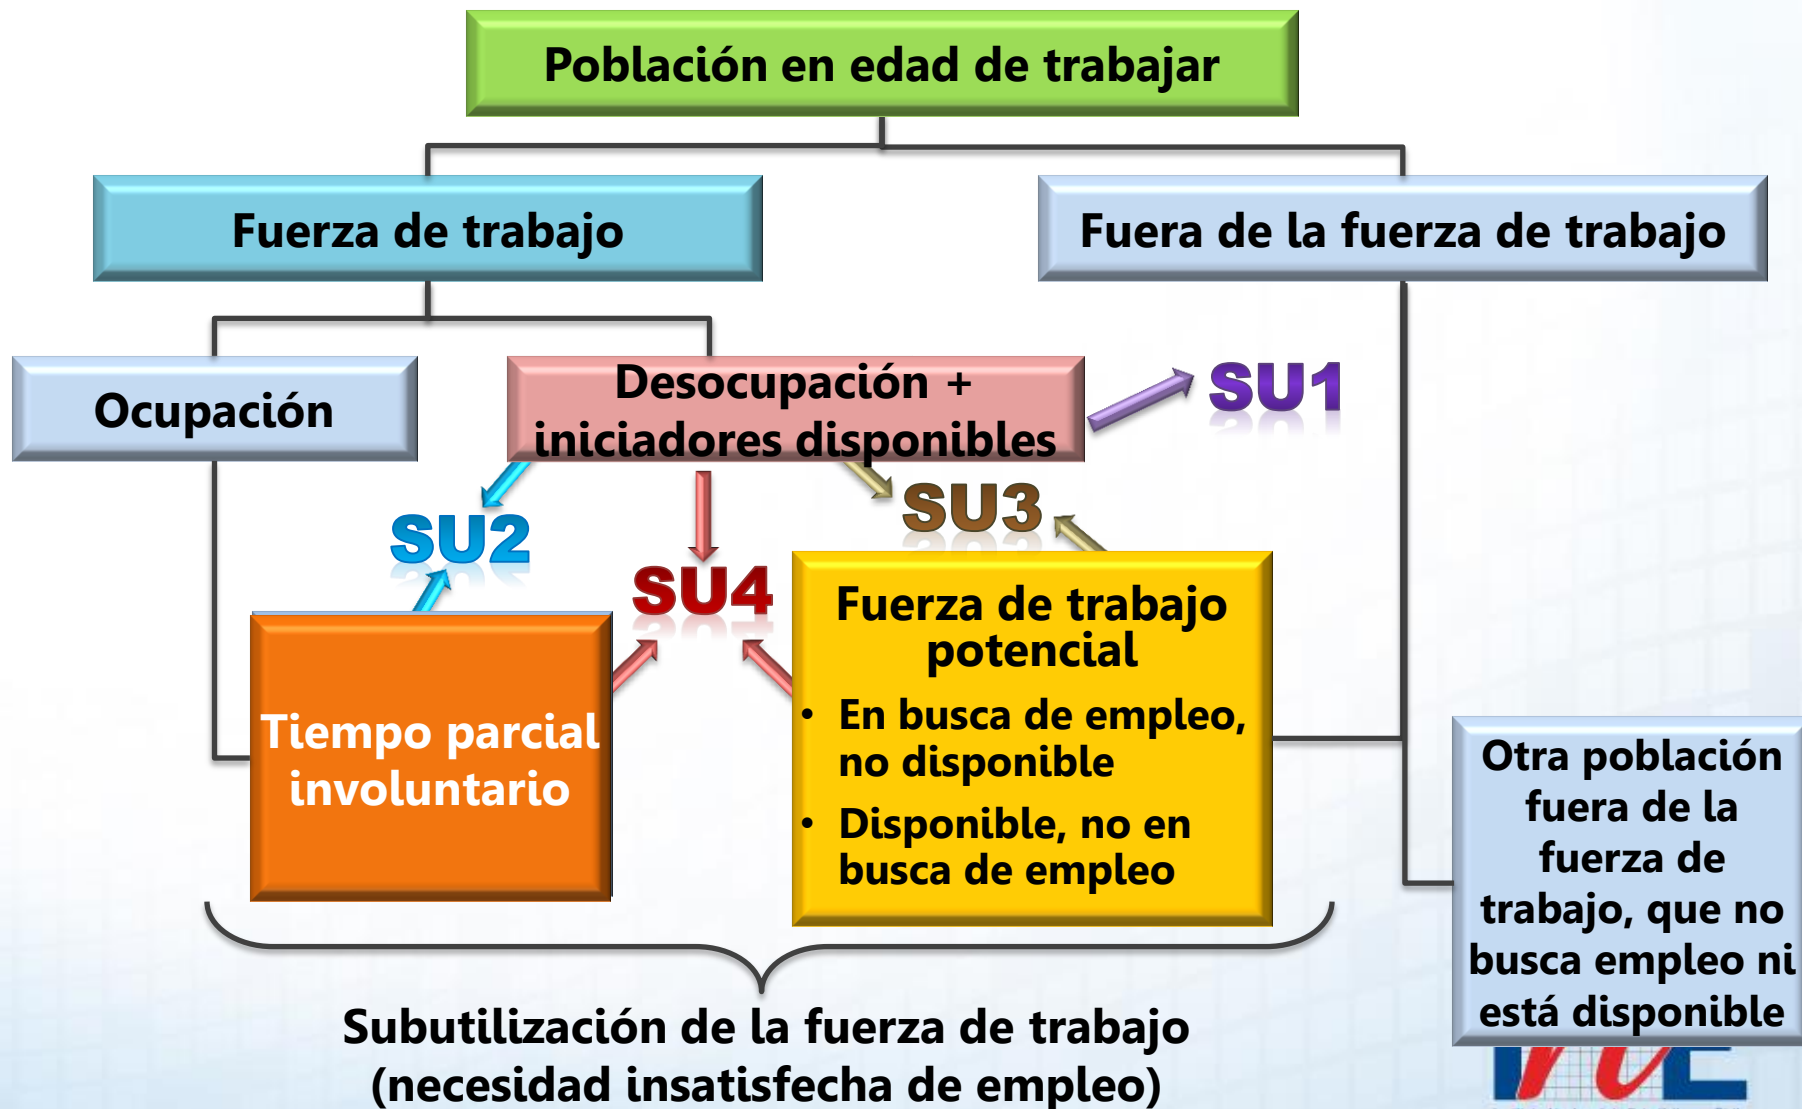 Población en edad de trabajar
Fuerza de trabajo
Fuera de la fuerza de trabajo
Ocupación
Desocupación +
iniciadores disponibles
SU1
SU2
SU3
SU4
Tiempo parcial
involuntario
Fuerza de trabajo
potencial
• En busca de empleo,
no disponible
• Disponible, no en
busca de empleo
Otra población
fuera de la
fuerza de
trabajo, que no
busca empleo ni
está disponible
Subutilización de la fuerza de trabajo
(necesidad insatisfecha de empleo)